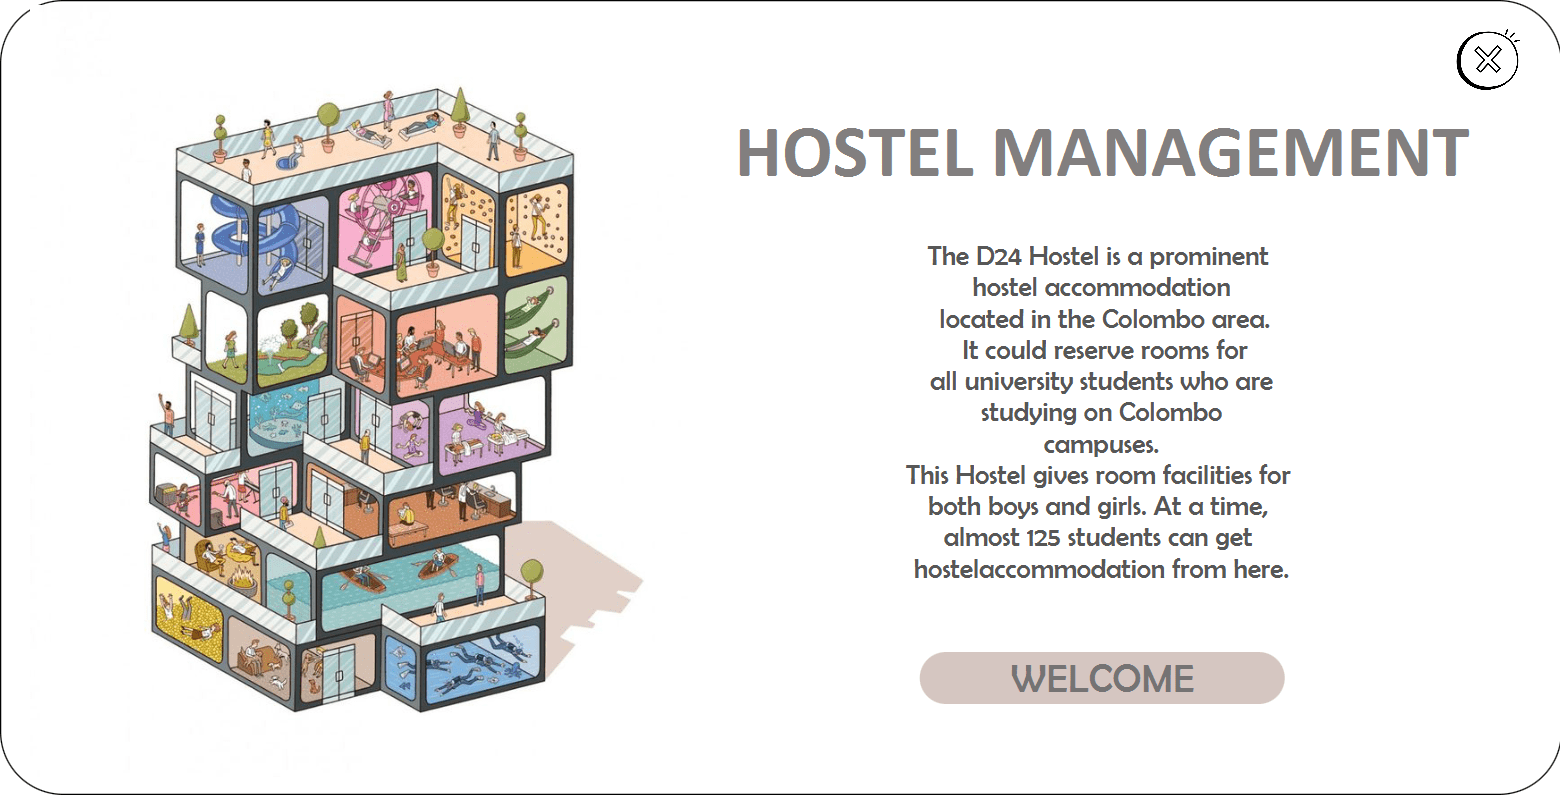 HOSTEL MANAGEMENT
The D24 Hostel is a prominent
hostel accommodation
located in the Colombo area.
It could reserve rooms for
all university students who are
studying on Colombo
campuses.
This Hostel gives room facilities for
both boys and girls. At a time,
almost 125 students can get
hostelaccommodation from here.
WELCOME